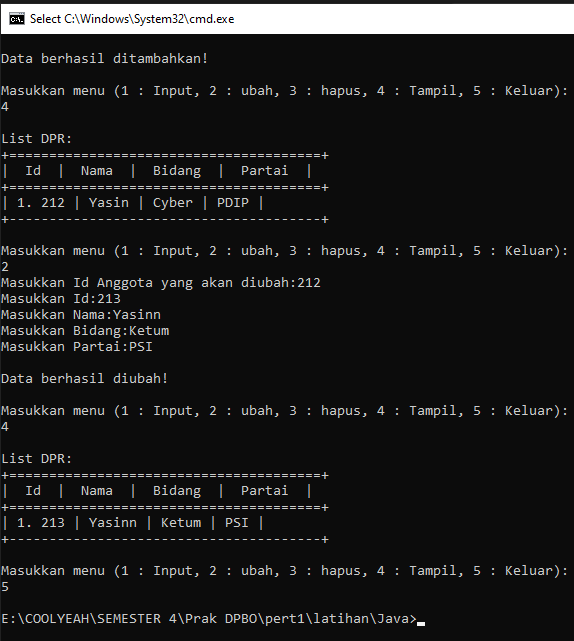 Select C:\Windows\System32\cmd.exe
Data berhasil ditambahkan!
Masukkan menu (1 : Input, 2 : ubah, 3 : hapus, 4 : Tampil, 5 : Keluar):
4
List DPR:
+=======================================+
|  Id  |  Nama  |  Bidang  |  Partai  |
+=======================================+
| 1. 212 | Yasin | Cyber | PDIP |
+---------------------------------------+
Masukkan menu (1 : Input, 2 : ubah, 3 : hapus, 4 : Tampil, 5 : Keluar):
2
Masukkan Id Anggota yang akan diubah:212
Masukkan Id:213
Masukkan Nama:Yasinn
Masukkan Bidang:Ketum
Masukkan Partai:PSI
Data berhasil diubah!
Masukkan menu (1 : Input, 2 : ubah, 3 : hapus, 4 : Tampil, 5 : Keluar):
4
List DPR:
+=======================================+
|  Id  |  Nama  |  Bidang  |  Partai  |
+=======================================+
| 1. 213 | Yasinn | Ketum | PSI |
+---------------------------------------+
Masukkan menu (1 : Input, 2 : ubah, 3 : hapus, 4 : Tampil, 5 : Keluar):
5
E:\COOLYEAH\SEMESTER 4\Prak DPBO\pert1\latihan\Java>